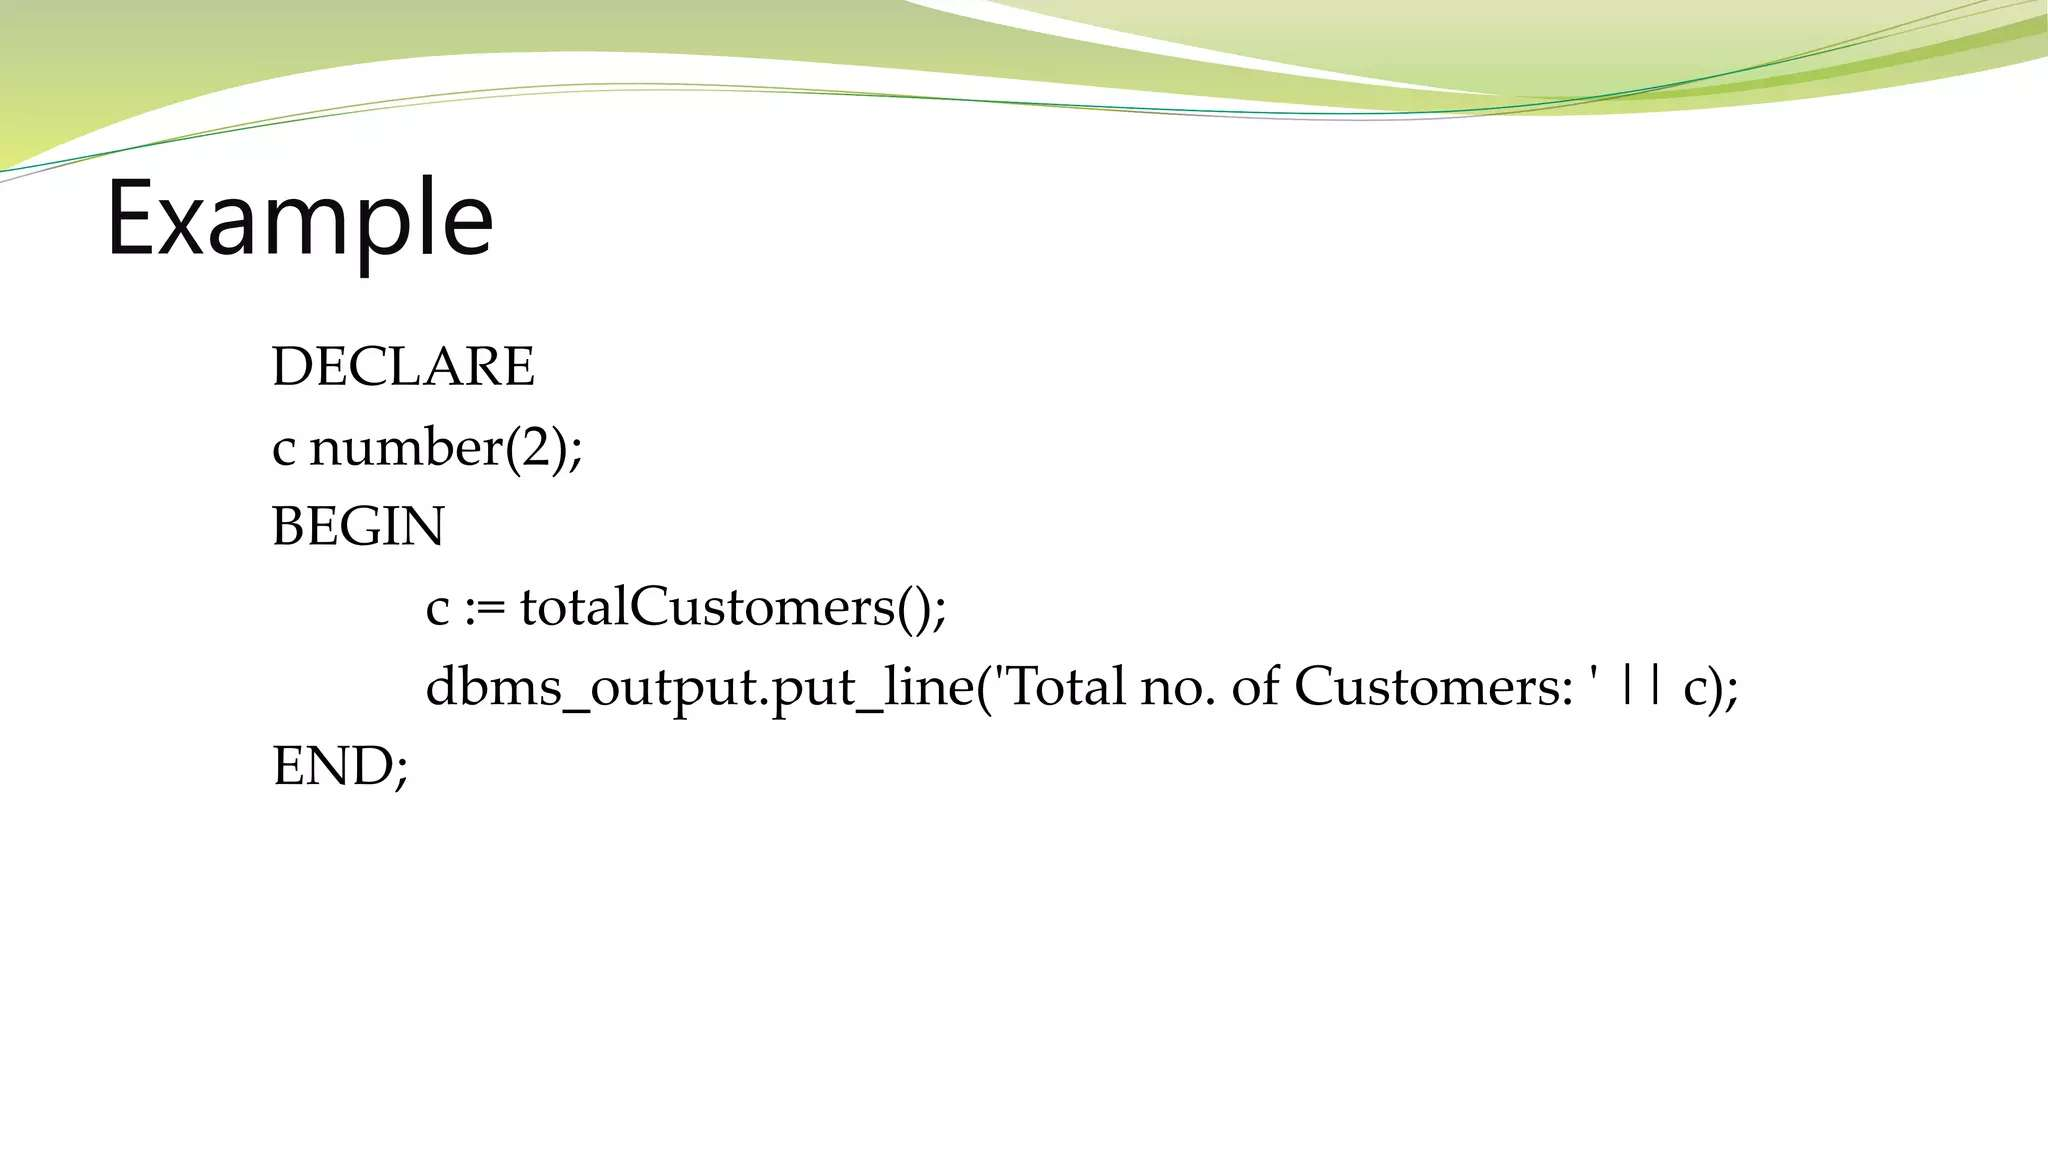 Example
DECLARE
c number(2);
BEGIN
c := totalCustomers();
dbms_output.put_line('Total no. of Customers: ' || c);
END;